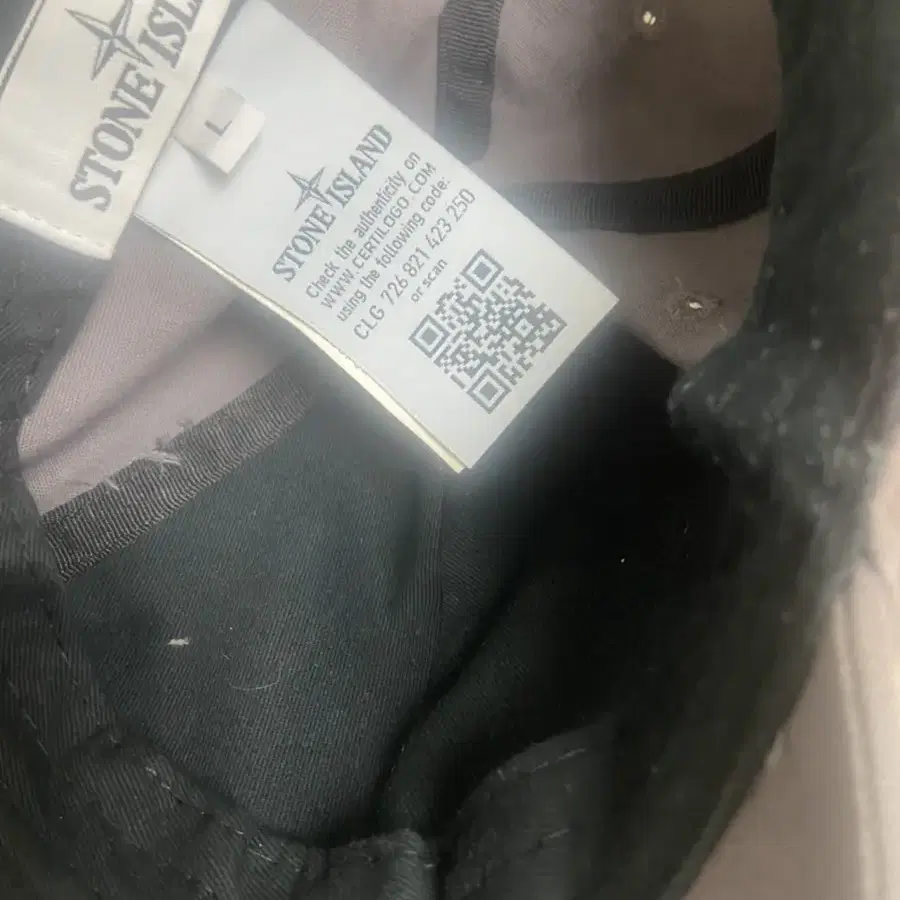 STONE ISL
L
STONE ISLAND
Check the authenticity on
WWW.CERTILOGO.COM
using the following code:
CLG 726 821 423 250
or scan